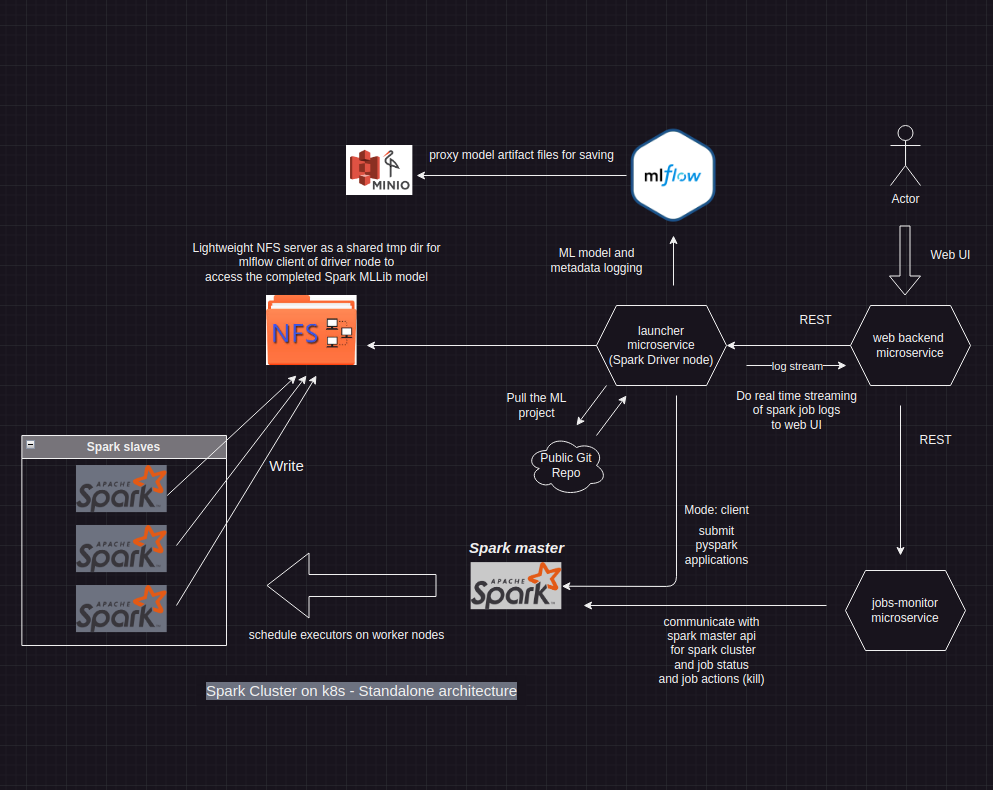 proxy model artifact files for saving
MINIO
mlflow
Actor
Lightweight NFS server as a shared tmp dir for
mlflow client of driver node to
access the completed Spark MLLib model
ML model and
metadata logging
Web UI
NFS
launcher
microservice
(Spark Driver node)
REST
web backend
microservice
log stream
Pull the ML
project
Do real time streaming
of spark job logs
to web UI
Public Git
Repo
REST
Spark slaves
APACHE
Spark
APACHE
Spark
APACHE
Spark
Write
Mode: client
submit
pyspark
applications
Spark master
APACHE
Spark
schedule executors on worker nodes
jobs-monitor
microservice
communicate with
spark master api
for spark cluster
and job status
and job actions (kill)
Spark Cluster on k8s - Standalone architecture